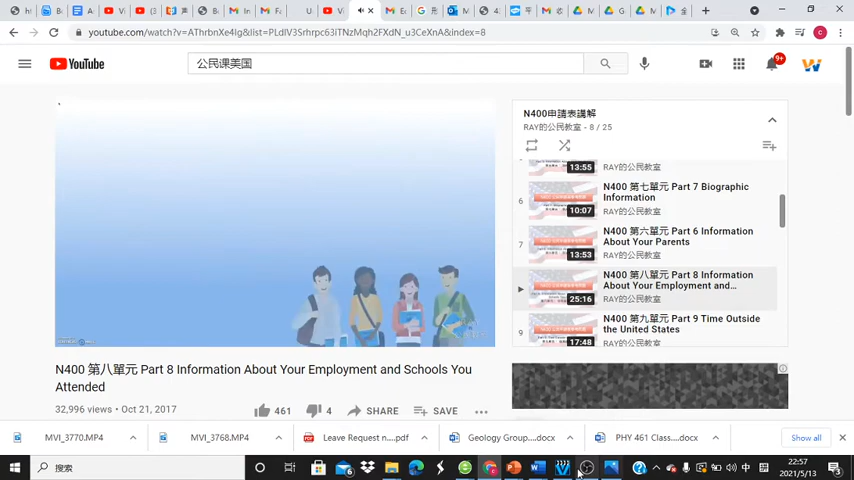 youtube.com/watch?v=AThrbnXe4Ig&list=PLdIV3Srhrpc63lTNzMqh2FXdN_u3CeXnA&index=8
YouTube
公民课美国
9+
N400申請表講解
RAY的公民教室 - 8 / 25
13:55
RAY的公民教室
6
N400 第七單元 Part 7 Biographic
Information
10:07
RAY的公民教室
7
N400 第六單元 Part 6 Information
About Your Parents
13:53
RAY的公民教室
N400 第八單元 Part 8 Information
About Your Employment and...
25:16
RAY的公民教室
9
N400 第九單元 Part 9 Time Outside
the United States
17:48
RAY的公民教室
N400 第八單元 Part 8 Information About Your Employment and Schools You
Attended
32,996 views • Oct 21, 2017
461
4
SHARE
SAVE
MVI_3770.MP4
MVI_3768.MP4
Leave Request n....pdf
Geology Group....docx
PHY 461 Class....docx
Show all
搜索
中
22:57
2021/5/13
3